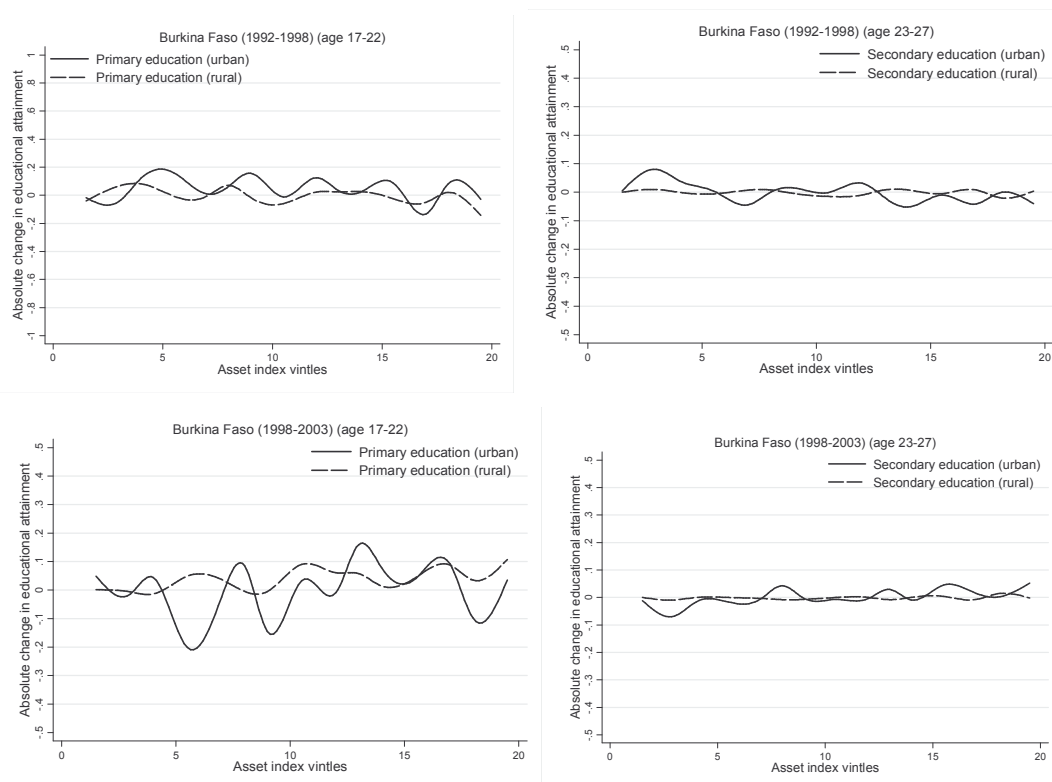 Burkina Faso (1992-1998) (age 17-22)
Primary education (urban)
Primary education (rural)
Absolute change in educational attainment
1
.8
.6
.4
.2
0
-.2
-.4
-.6
-.8
-1
0 5 10 15 20
Asset index vintles
Burkina Faso (1992-1998) (age 23-27)
Secondary education (urban)
Secondary education (rural)
Absolute change in educational attainment
.5
.4
.3
.2
.1
0
-.1
-.2
-.3
-.4
-.5
0 5 10 15 20
Asset index vintles
Burkina Faso (1998-2003) (age 17-22)
Primary education (urban)
Primary education (rural)
Absolute change in educational attainment
.5
.4
.3
.2
.1
0
-.1
-.2
-.3
-.4
-.5
0 5 10 15 20
Asset index vintles
Burkina Faso (1998-2003) (age 23-27)
Secondary education (urban)
Secondary education (rural)
Absolute change in educational attainment
.5
.4
.3
.2
.1
0
-.1
-.2
-.3
-.4
-.5
0 5 10 15 20
Asset index vintles